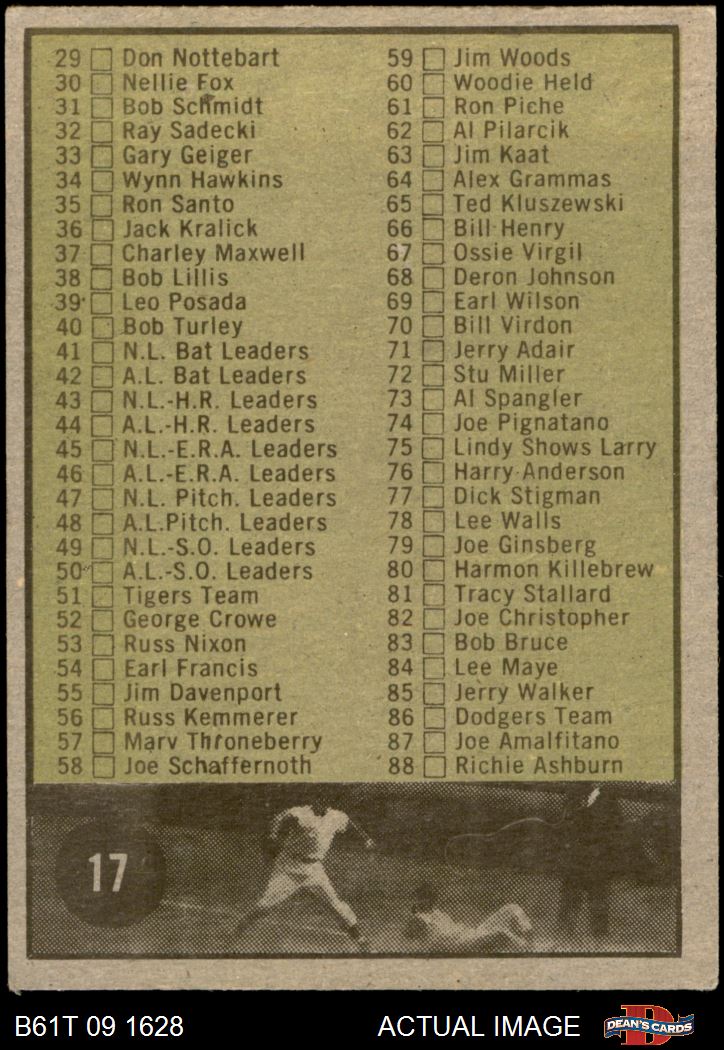 29 Don Nottebart
30 Nellie Fox
31 Bob Schmidt
32 Ray Sadecki
33 Gary Geiger
34 Wynn Hawkins
35 Ron Santo
36 Jack Kralick
37 Charley Maxwell
38 Bob Lillis
39 Leo Posada
40 Bob Turley
41 N.L. Bat Leaders
42 A.L. Bat Leaders
43 N.L.-H.R. Leaders
44 A.L.-H.R. Leaders
45 N.L.-E.R.A. Leaders
46 A.L.-E.R.A. Leaders
47 N.L. Pitch. Leaders
48 A.L.Pitch. Leaders
49 N.L.-S.O. Leaders
50 A.L.-S.O. Leaders
51 Tigers Team
52 George Crowe
53 Russ Nixon
54 Earl Francis
55 Jim Davenport
56 Russ Kemmerer
57 Marv Throneberry
58 Joe Schaffernoth
59 Jim Woods
60 Woodie Held
61 Ron Piche
62 Al Pilarcik
63 Jim Kaat
64 Alex Grammas
65 Ted Kluszewski
66 Bill Henry
67 Ossie Virgil
68 Deron Johnson
69 Earl Wilson
70 Bill Virdon
71 Jerry Adair
72 Stu Miller
73 Al Spangler
74 Joe Pignatano
75 Lindy Shows Larry
76 Harry Anderson
77 Dick Stigman
78 Lee Walls
79 Joe Ginsberg
80 Harmon Killebrew
81 Tracy Stallard
82 Joe Christopher
83 Bob Bruce
84 Lee Maye
85 Jerry Walker
86 Dodgers Team
87 Joe Amalfitano
88 Richie Ashburn
17
B61T 09 1628 ACTUAL IMAGE D DEAN'S CARDS